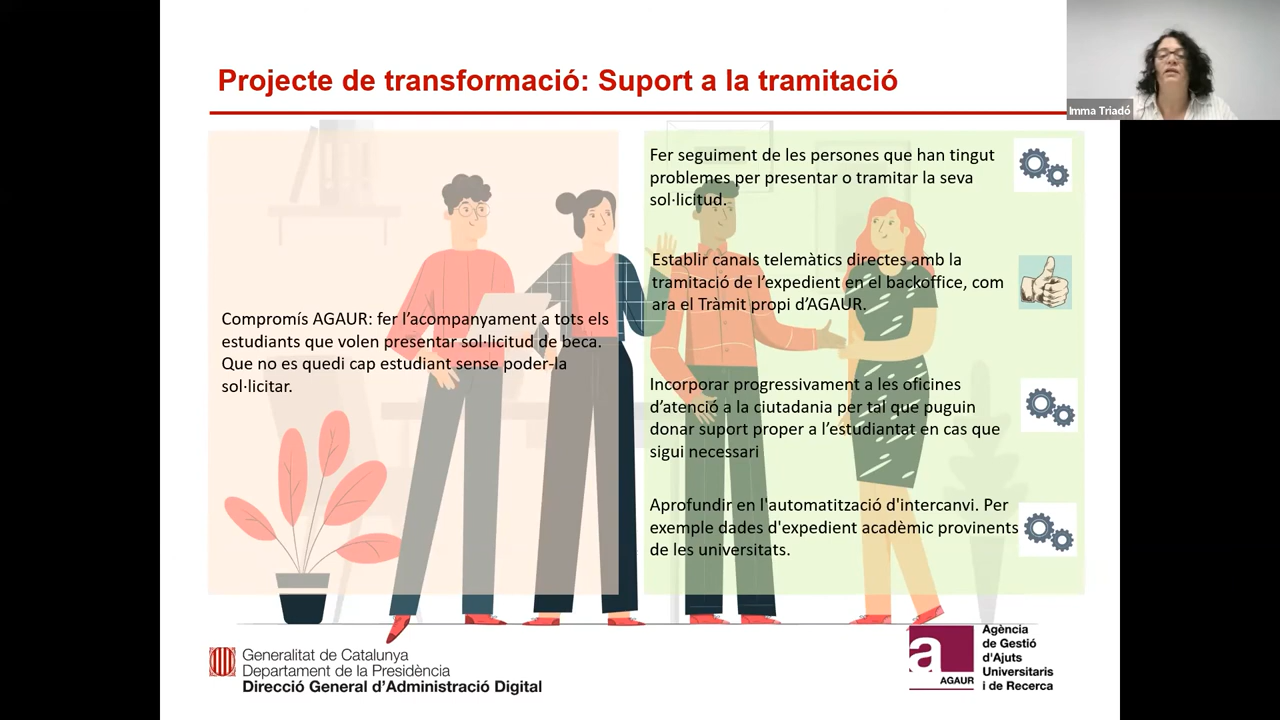 Projecte de transformació: Suport a la tramitació
Imma Triadó
Compromís AGAUR: fer l’acompanyament a tots els
estudiants que volen presentar sol·licitud de beca.
Que no es quedi cap estudiant sense poder-la
sol·licitar.
Fer seguiment de les persones que han tingut
problemes per presentar o tramitar la seva
sol·licitud.
Establir canals telemàtics directes amb la
tramitació de l’expedient en el backoffice, com
ara el Tràmit propi d’AGAUR.
Incorporar progressivament a les oficines
d’atenció a la ciutadania per tal que puguin
donar suport proper a l’estudiantat en cas que
sigui necessari
Aprofundir en l'automatització d'intercanvi. Per
exemple dades d'expedient acadèmic provinents
de les universitats.
Generalitat de Catalunya
Departament de la Presidència
Direcció General d’Administració Digital
a
AGAUR
Agència
de Gestió
d'Ajuts
Universitaris
i de Recerca